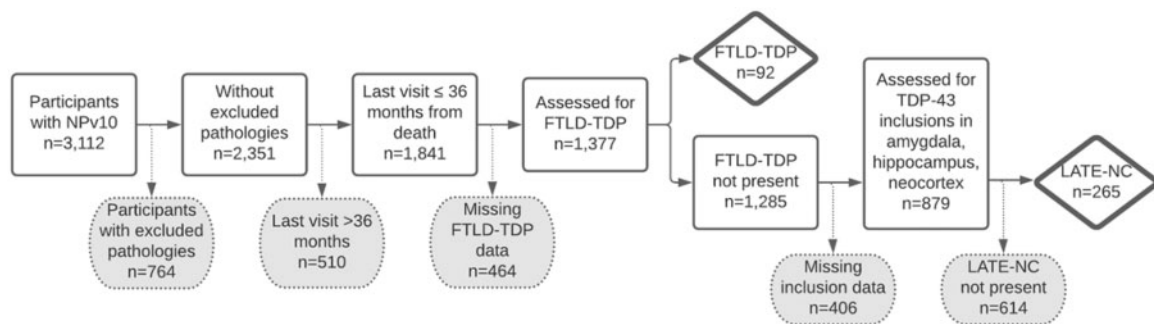 Participants
with NPv10
n=3,112
Without
excluded
pathologies
n=2,351
Last visit ≤ 36
months from
death
n=1,841
Assessed for
FTLD-TDP
n=1,377
FTLD-TDP
n=92
FTLD-TDP
not present
n=1,285
Assessed for
TDP-43
inclusions in
amygdala,
hippocampus,
neocortex
n=879
LATE-NC
n=265
Participants
with excluded
pathologies
n=764
Last visit >36
months
n=510
Missing
FTLD-TDP
data
n=464
Missing
inclusion data
n=406
LATE-NC
not present
n=614